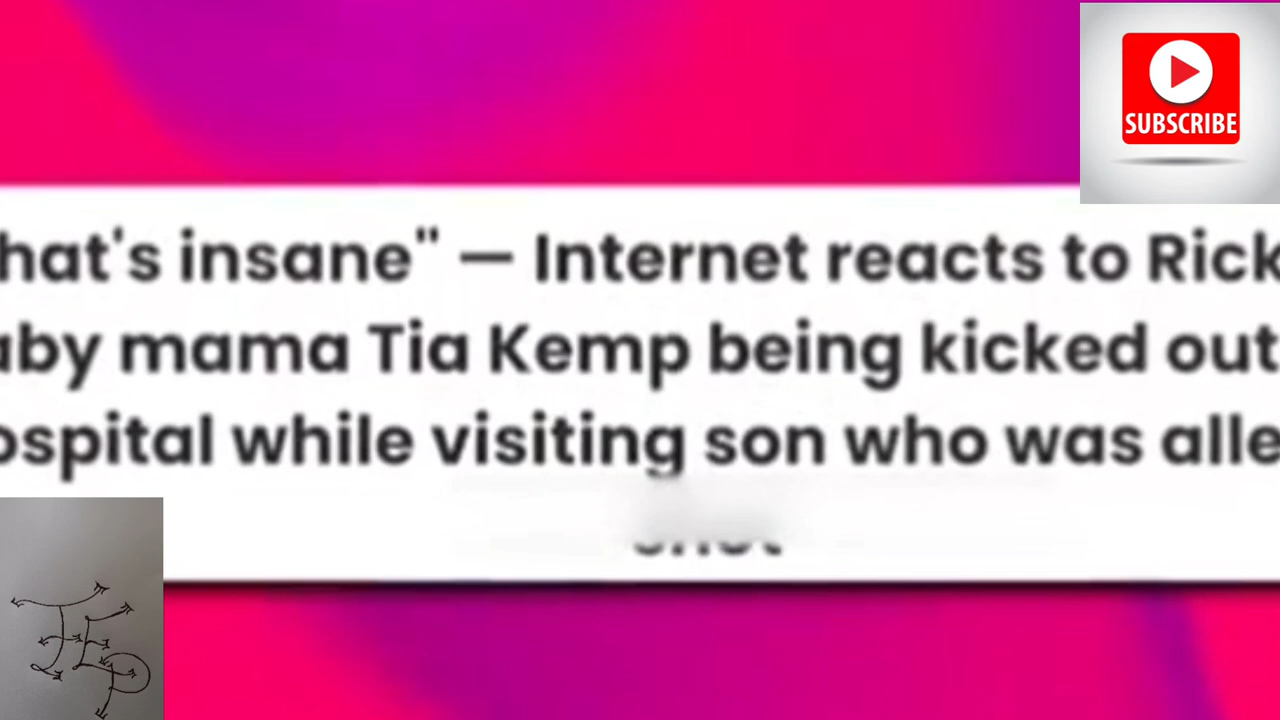 SUBSCRIBE
hat's insane" — Internet reacts to Rick
aby mama Tia Kemp being kicked out
ospital while visiting son who was alle